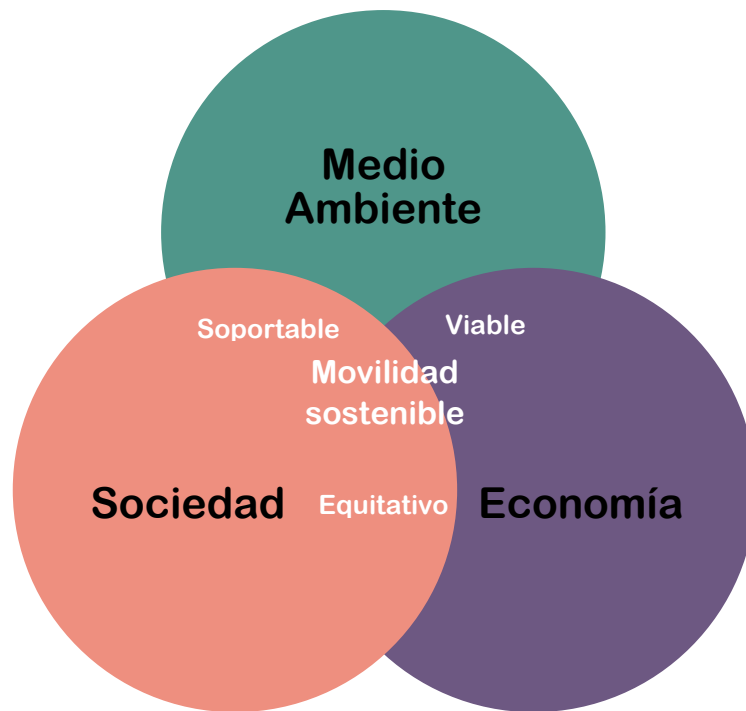 Medio
Ambiente
Soportable
Viable
Movilidad
sostenible
Sociedad
Equitativo
Economía